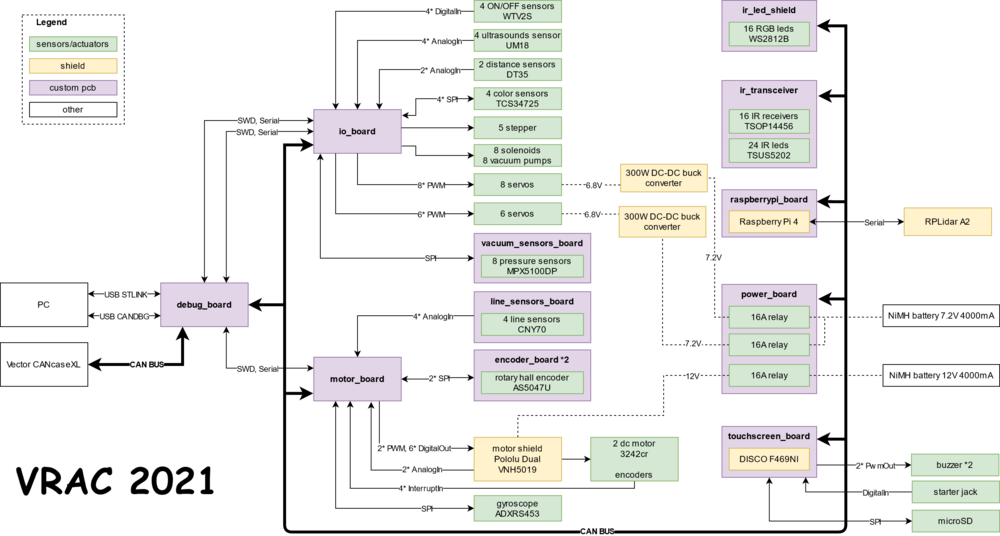 Legend
sensors/actuators
shield
custom pcb
other
4* DigitalIn
4 ON/OFF sensors
WTV2S
4* AnalogIn
4 ultrasounds sensor
UM18
2* AnalogIn
2 distance sensors
DT35
4* SPI
4 color sensors
TCS34725
io_board
5 stepper
8 solenoids
8 vacuum pumps
SWD, Serial
SWD, Serial
8* PWM
8 servos
6.8V
300W DC-DC buck
converter
6* PWM
6 servos
6.8V
300W DC-DC buck
converter
7.2V
7.2V
12V
SPI
vacuum_sensors_board
8 pressure sensors
MPX5100DP
PC
USB STLINK
USB CANDBG
debug_board
Vector CANcaseXL
CAN BUS
SWD, Serial
4* AnalogIn
line_sensors_board
4 line sensors
CNY70
motor_board
2* SPI
encoder_board *2
rotary hall encoder
AS5047U
2* PWM, 6* DigitalOut
2* AnalogIn
motor shield
Pololu Dual
VNH5019
2 dc motor
3242cr
encoders
4* InterruptIn
SPI
gyroscope
ADXRS453
CAN BUS
ir_led_shield
16 RGB leds
WS2812B
ir_transceiver
16 IR receivers
TSOP14456
24 IR leds
TSUS5202
raspberrypi_board
Raspberry Pi 4
Serial
RPLidar A2
power_board
16A relay
16A relay
16A relay
NiMH battery 7.2V 4000mA
NiMH battery 12V 4000mA
touchscreen_board
DISCO F469NI
2* PwmOut
buzzer *2
DigitalIn
starter jack
SPI
microSD
VRAC 2021